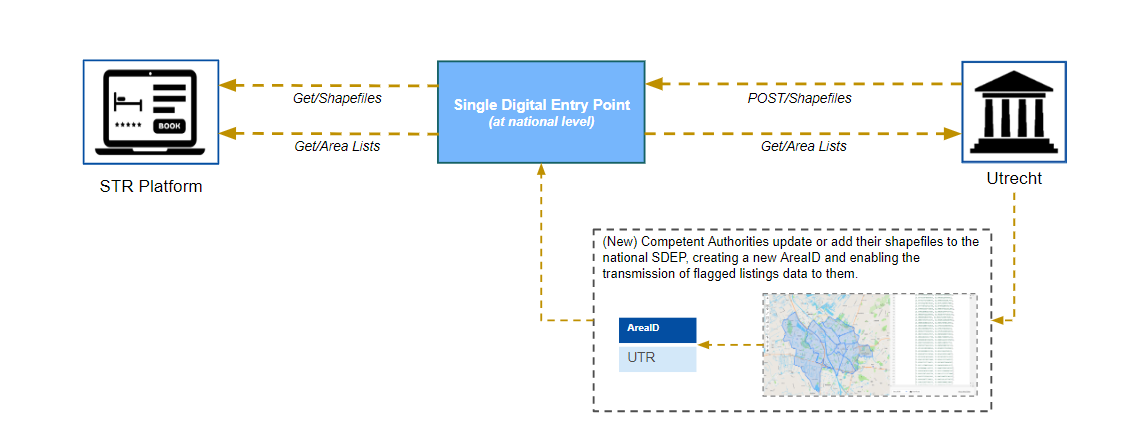 Single Digital Entry Point
(at national level)
Get/Shapefiles
Get/Area Lists
POST/Shapefiles
Get/Area Lists
BOOK
STR Platform
Utrecht
(New) Competent Authorities update or add their shapefiles to the
national SDEP, creating a new AreaID and enabling the
transmission of flagged listings data to them.
AreaID
UTR